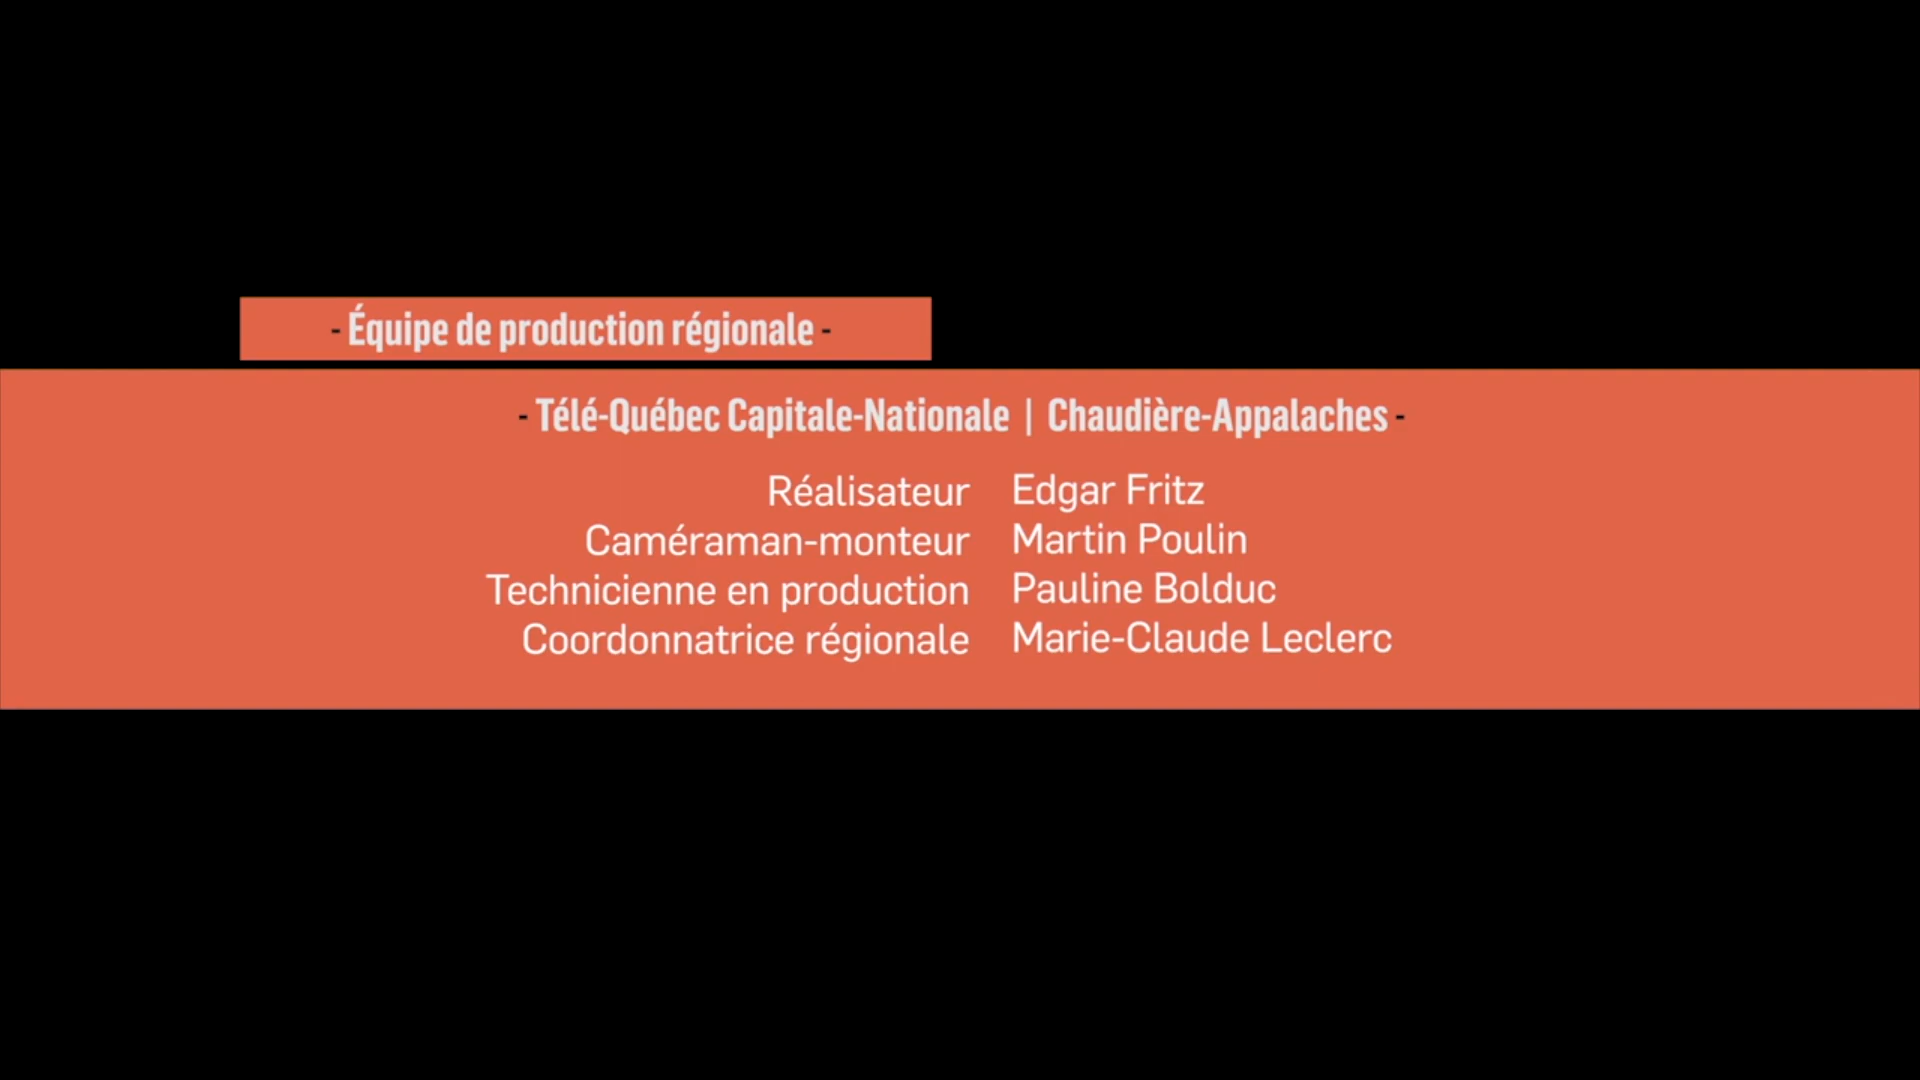 - Équipe de production régionale -
- Télé-Québec Capitale-Nationale | Chaudière-Appalaches -
Réalisateur Edgar Fritz
Caméraman-monteur Martin Poulin
Technicienne en production Pauline Bolduc
Coordonnatrice régionale Marie-Claude Leclerc